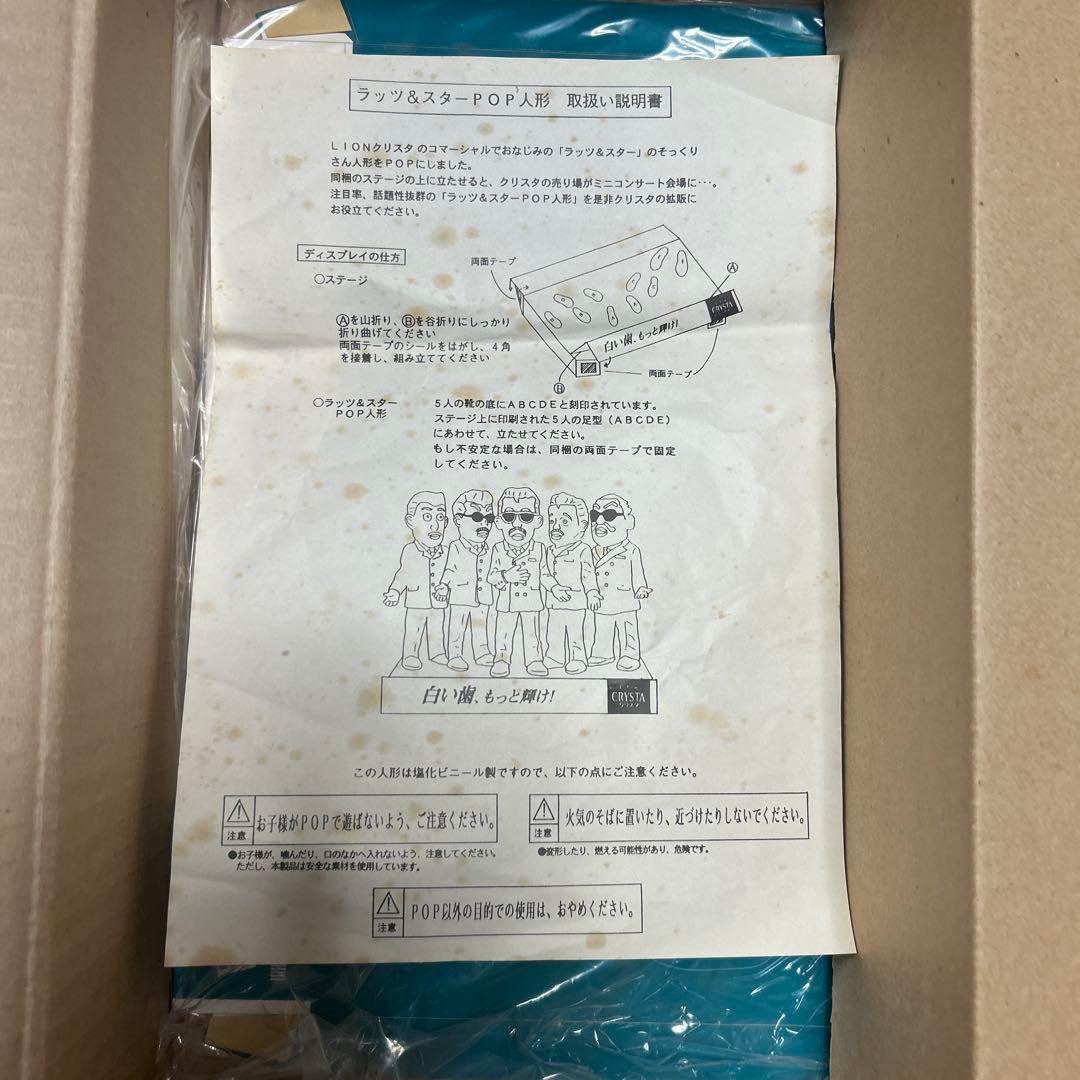 ラッツ&スターPOP人形 取扱い説明書
LIONクリスタのコマーシャルでおなじみの「ラッツ&スター」のそっくり
さん人形をPOPにしました。
同梱のステージの上に立たせると、クリスタの売り場がミニコンサート会場に･･･。
注目率、話題性抜群の「ラッツ&スターPOP人形」を是非クリスタの拡販に
お役立てください。
ディスプレイの仕方
○ステージ
両面テープ
Ⓐ
CRYSTA
白い歯、もっと輝け!
両面テープ
Ⓑ
Ⓐを山折り、Ⓑを谷折りにしっかり
折り曲げてください
両面テープのシールをはがし、4角
を接着し、組み立ててください
○ラッツ&スター
POP人形
5人の靴の底にABCDEと刻印されています。
ステージ上に印刷された5人の足型(ABCDE)
にあわせて、立たせてください。
もし不安定な場合は、同梱の両面テープで固定
してください。
白い歯、もっと輝け!
CRYSTA
クリスタ
この人形は塩化ビニール製ですので、以下の点にご注意ください。
注意
お子様がPOPで遊ばないよう、ご注意ください。
●お子様が、噛んだり、口のなかへ入れないよう、注意してください。
ただし、本製品は安全な素材を使用しています。
注意
火気のそばに置いたり、近づけたりしないでください。
●変形したり、燃える可能性があり、危険です。
注意
POP以外の目的での使用は、おやめください。